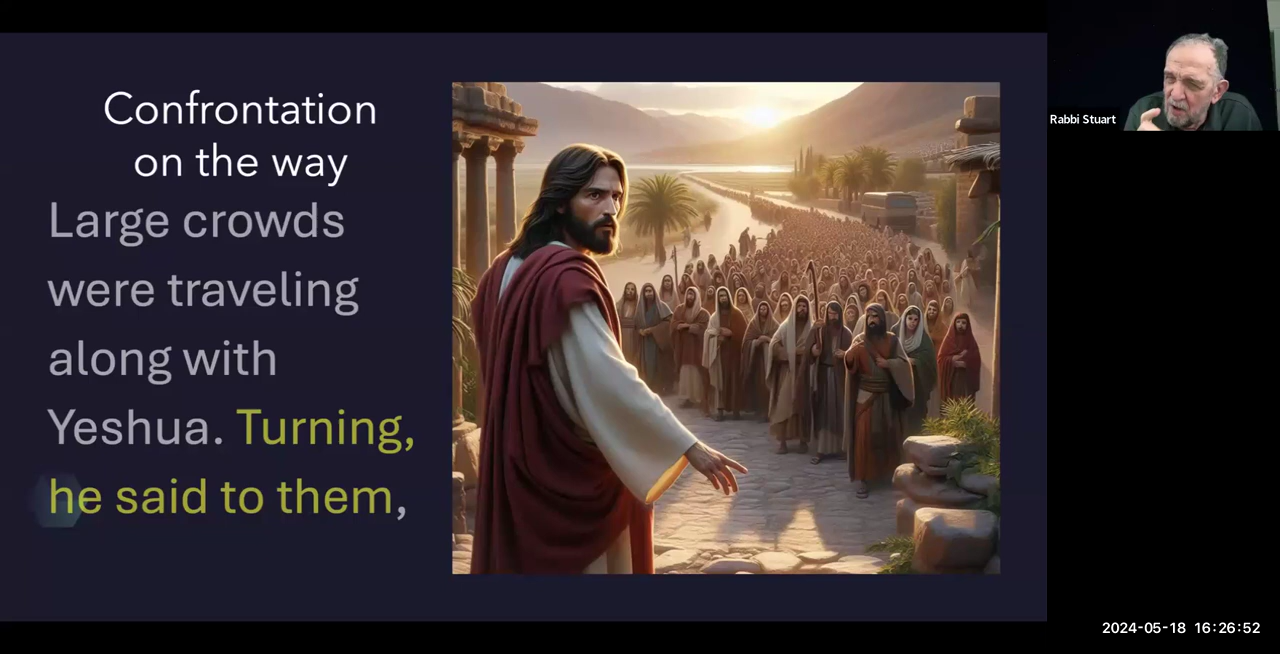 Confrontation
on the way
Large crowds
were traveling
along with
Yeshua. Turning,
he said to them,
Rabbi Stuart
2024-05-18 16:26:52